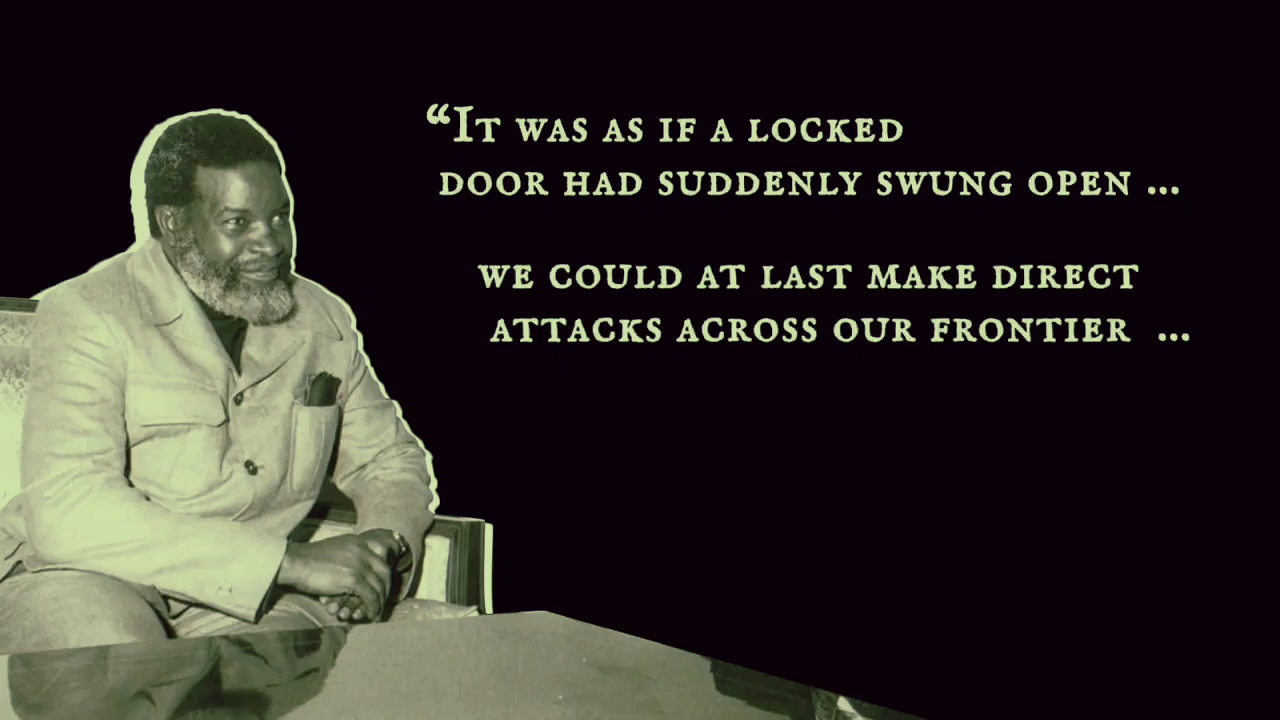 “It was as if a locked
door had suddenly swung open ...
we could at last make direct
attacks across our frontier ...